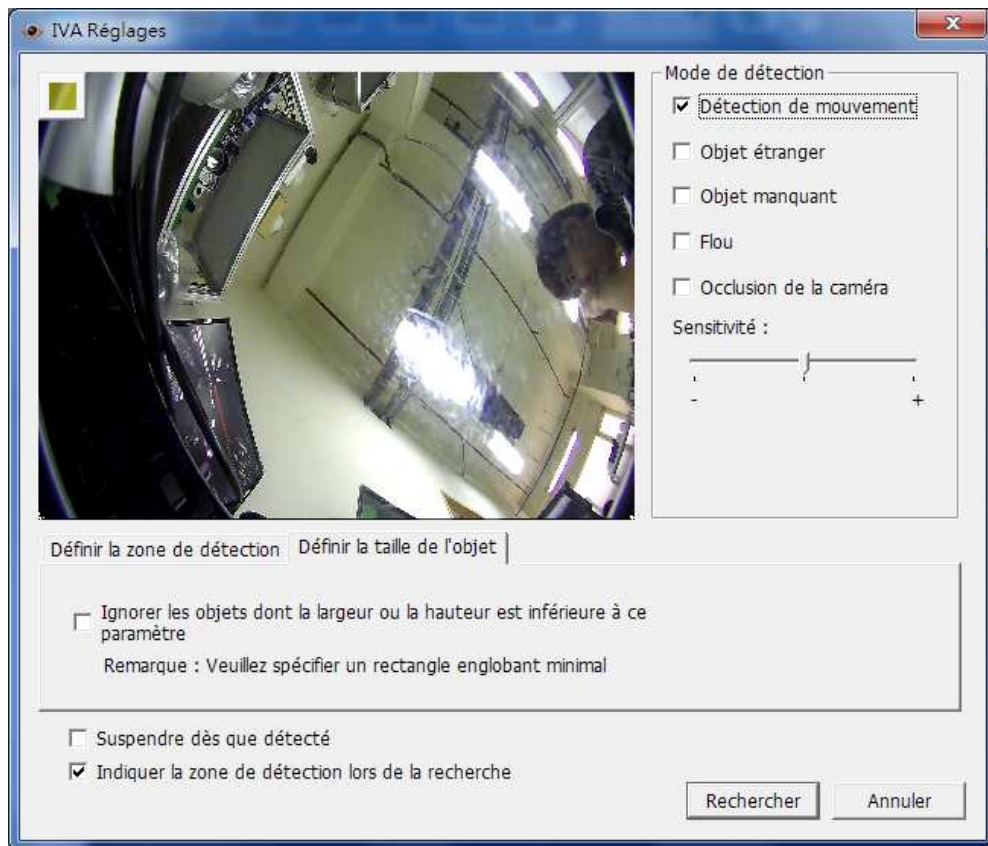 IVA Réglages
Mode de détection
Détection de mouvement
Objet étranger
Objet manquant
Flou
Occlusion de la caméra
Sensitivité :
- +
Définir la zone de détection Définir la taille de l'objet
Ignorer les objets dont la largeur ou la hauteur est inférieure à ce
paramètre
Remarque : Veuillez spécifier un rectangle englobant minimal
Suspendre dès que détecté
Indiquer la zone de détection lors de la recherche
Rechercher Annuler